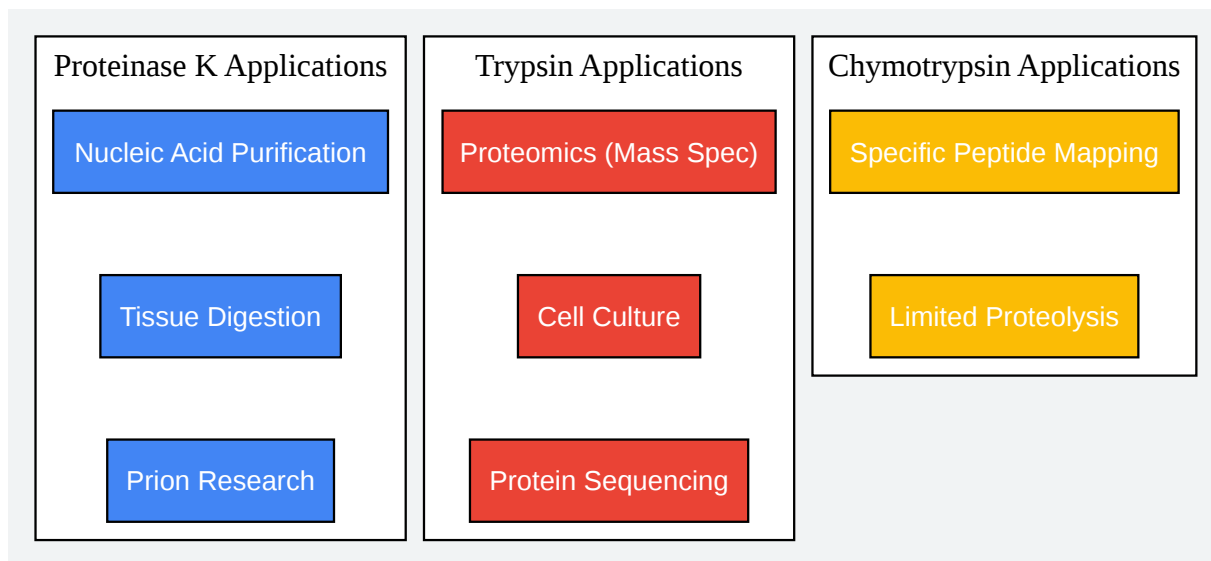 Proteinase K Applications
Nucleic Acid Purification
Tissue Digestion
Prion Research
Trypsin Applications
Proteomics (Mass Spec)
Cell Culture
Protein Sequencing
Chymotrypsin Applications
Specific Peptide Mapping
Limited Proteolysis